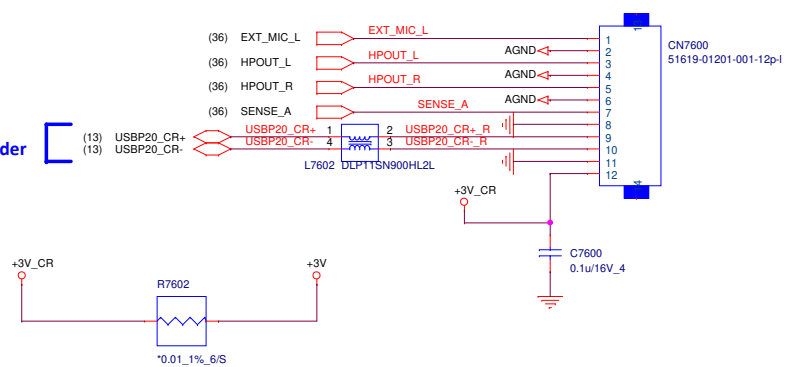 (36) EXT_MIC_L EXT_MIC_L
CN7600
51619-01201-001-12p-l
1
AGND 2
(36) HPOUT_L HPOUT_L 3
AGND 4
(36) HPOUT_R HPOUT_R 5
AGND 6
(36) SENSE_A SENSE_A 7
8
der
(13) USBP20_CR+ USBP20_CR+ 1 2 USBP20_CR+_R 9
(13) USBP20_CR- USBP20_CR- 4 3 USBP20_CR-_R 10
L7602 DLP11SN900HL2L
11
12
+3V_CR
C7600
0.1u/16V_4
+3V_CR +3V
R7602
*0.01_1%_6/S